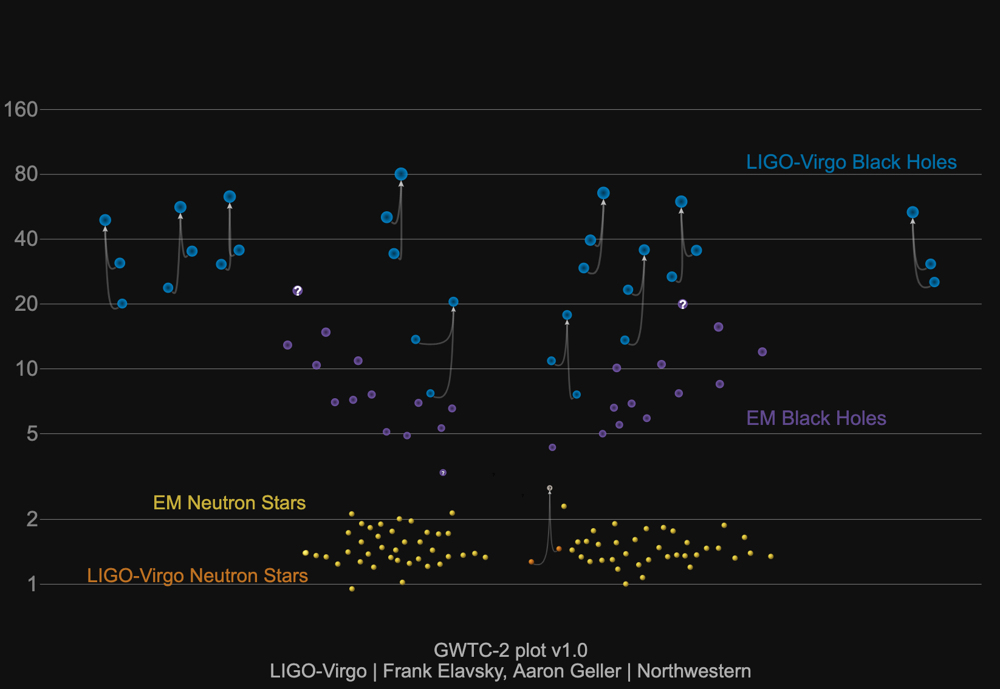 160
80
LIGO-Virgo Black Holes
40
?
20
?
10
EM Black Holes
5
?
?
EM Neutron Stars
2
LIGO-Virgo Neutron Stars
1
GWTC-2 plot v1.0
LIGO-Virgo | Frank Elavsky, Aaron Geller | Northwestern